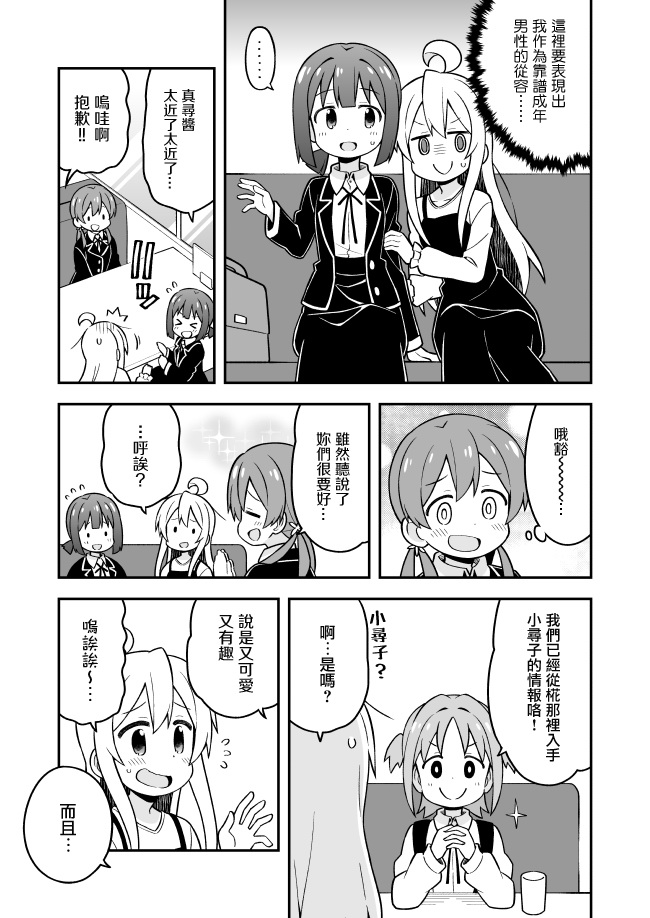 這裡要表現出
我作為靠譜成年
男性的從容……
……
真尋醬
太近了太近了…
嗚哇啊
抱歉!!
哦豁~~~~~~…
雖然聽說了
妳們很要好…
…呼誒？
我們已經從椛那裡入手
小尋子的情報咯！
小尋子？
啊…是嗎？
說是又可愛
又有趣
嗚誒誒~…
而且…